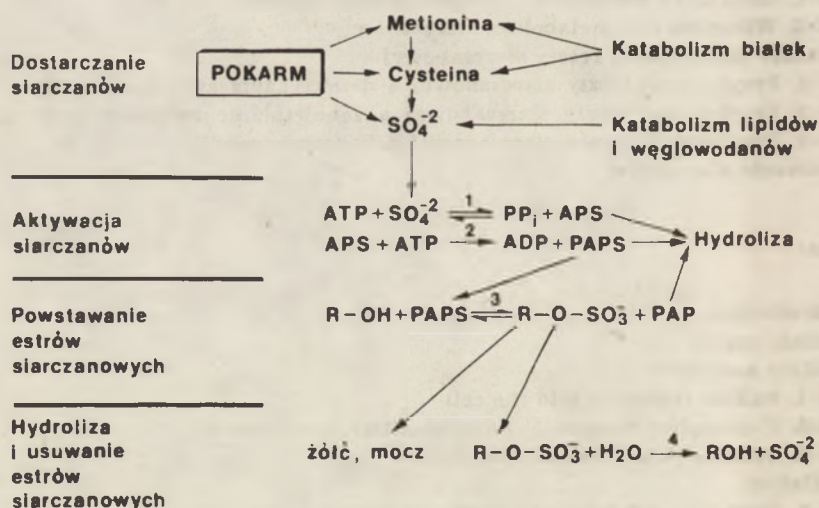 Dostarczanie
siarczanów
POKARM
Metionina
Cysteina
SO₄⁻²
Katabolizm białek
Katabolizm lipidów
i węglowodanów
Aktywacja
siarczanów
ATP + SO₄⁻² 1 PPᵢ + APS
APS + ATP 2 ADP + PAPS
Hydroliza
Powstawanie
estrów
siarczanowych
R–OH + PAPS 3 R–O–SO₃⁻ + PAP
Hydroliza
i usuwanie
estrów
siarczanowych
żółć, mocz
R–O–SO₃⁻ + H₂O 4 ROH + SO₄⁻²